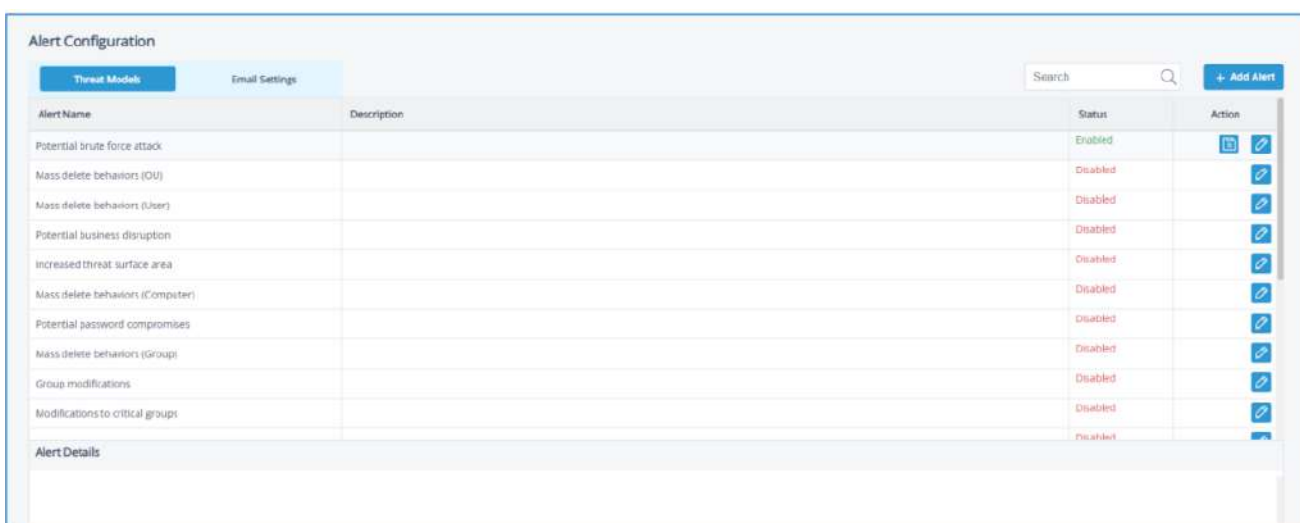 Alert Configuration
Threat Models Email Settings Search + Add Alert
Alert Name Description Status Action
Potential brute force attack Enabled
Mass delete behaviors (OU) Disabled
Mass delete behaviors (User) Disabled
Potential business disruption Disabled
Increased threat surface area Disabled
Mass delete behaviors (Computer) Disabled
Potential password compromises Disabled
Mass delete behaviors (Group) Disabled
Group modifications Disabled
Modifications to critical groups Disabled
Disabled
Alert Details